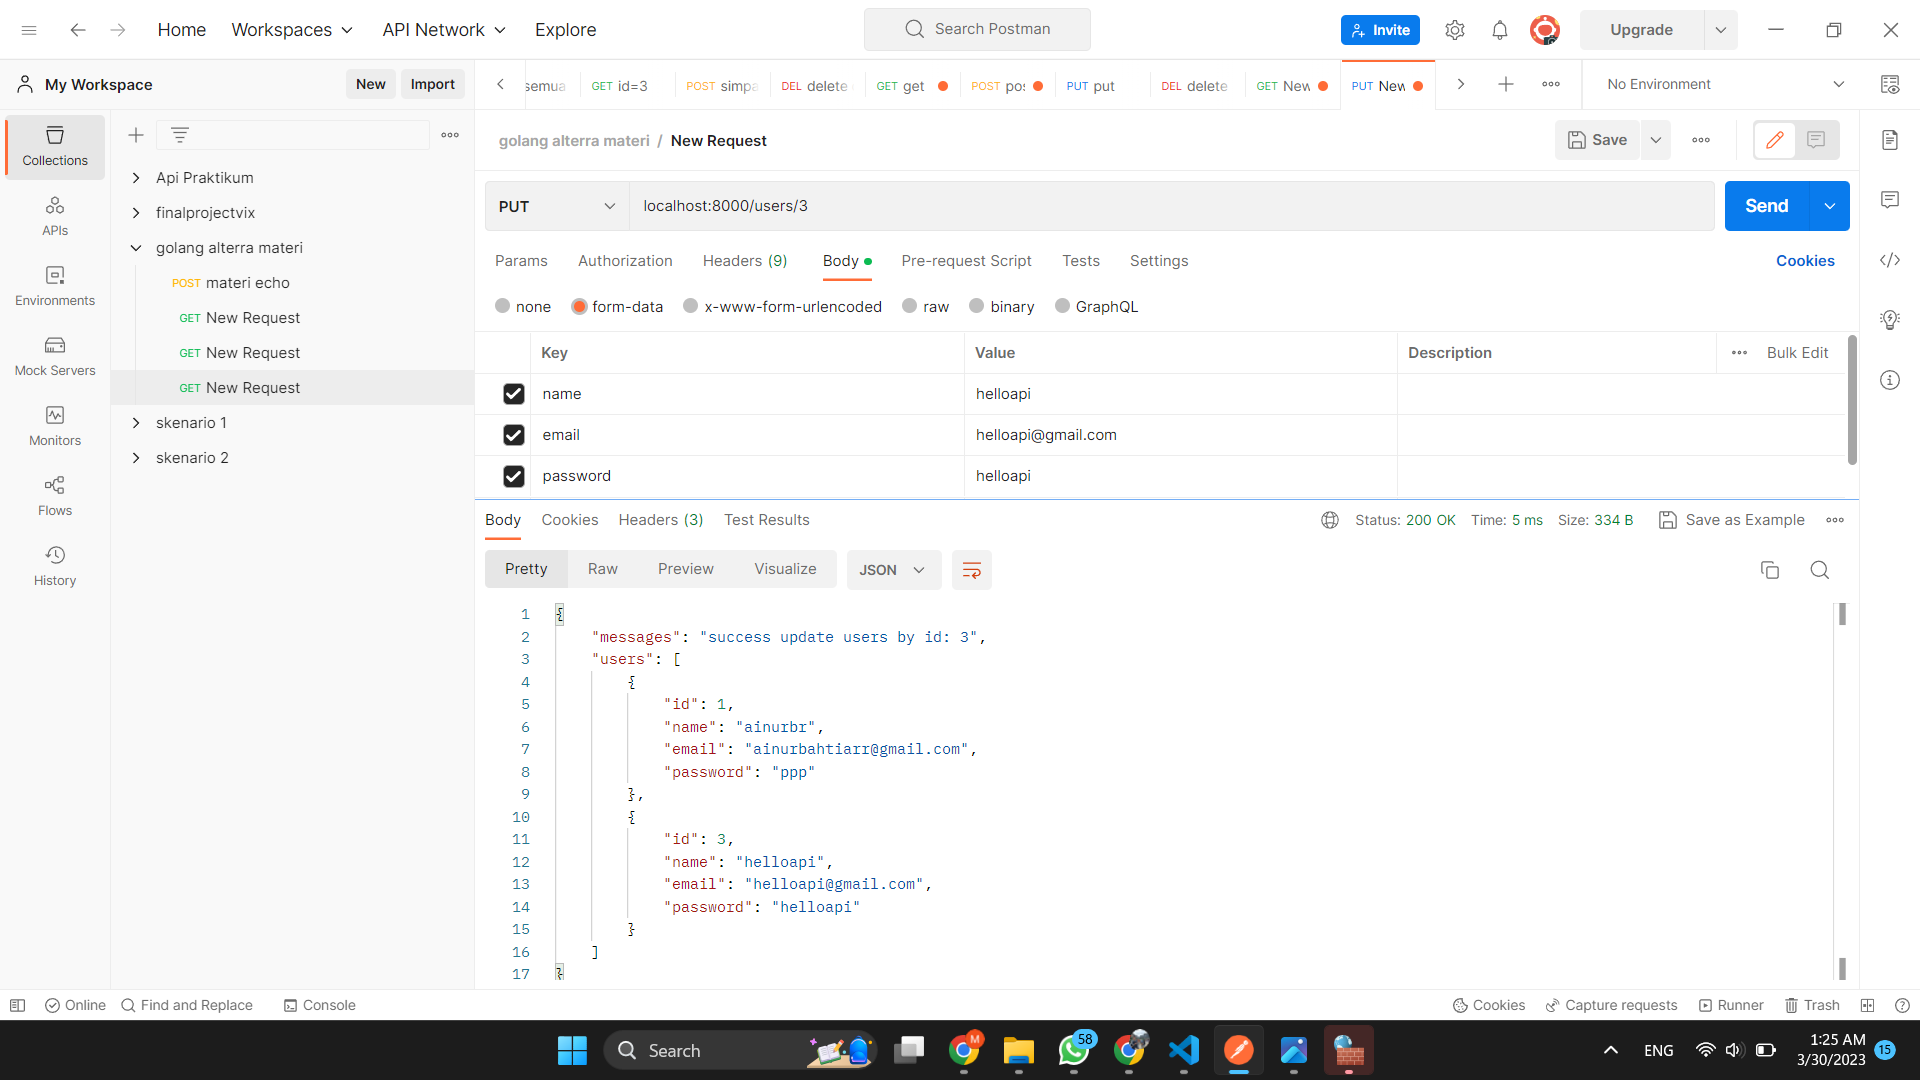 Home Workspaces API Network Explore Search Postman Invite Upgrade
My Workspace New Import
semua GET id=3 POST simpa DEL delete GET get POST pos PUT put DEL delete GET New PUT New No Environment
golang alterra materi / New Request Save
Collections
APIs
Environments
Mock Servers
Monitors
Flows
History
Api Praktikum
finalprojectvix
golang alterra materi
POST materi echo
GET New Request
GET New Request
GET New Request
skenario 1
skenario 2
PUT localhost:8000/users/3 Send
Params Authorization Headers (9) Body Pre-request Script Tests Settings Cookies
none form-data x-www-form-urlencoded raw binary GraphQL
Key Value Description Bulk Edit
name helloapi
email helloapi@gmail.com
password helloapi
Body Cookies Headers (3) Test Results Status: 200 OK Time: 5 ms Size: 334 B Save as Example
Pretty Raw Preview Visualize JSON
1 {
2 "messages": "success update users by id: 3",
3 "users": [
4 {
5 "id": 1,
6 "name": "ainurbr",
7 "email": "ainurbahtiarr@gmail.com",
8 "password": "ppp"
9 },
10 {
11 "id": 3,
12 "name": "helloapi",
13 "email": "helloapi@gmail.com",
14 "password": "helloapi"
15 }
16 ]
17 }
Online Find and Replace Console Cookies Capture requests Runner Trash
Search M 58 ENG 1:25 AM 15
3/30/2023